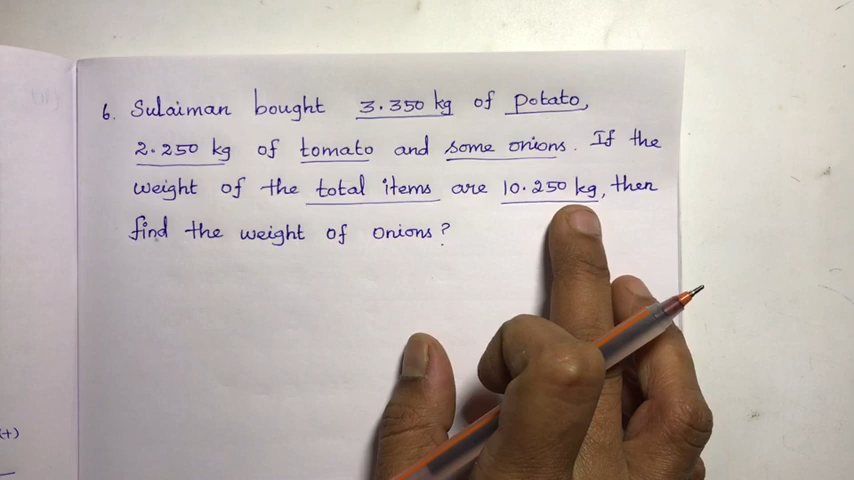 6. Sulaiman bought 3.350 kg of potato,
2.250 kg of tomato and some onions. If the
weight of the total items are 10.250 kg, then
find the weight of onions?
(+)